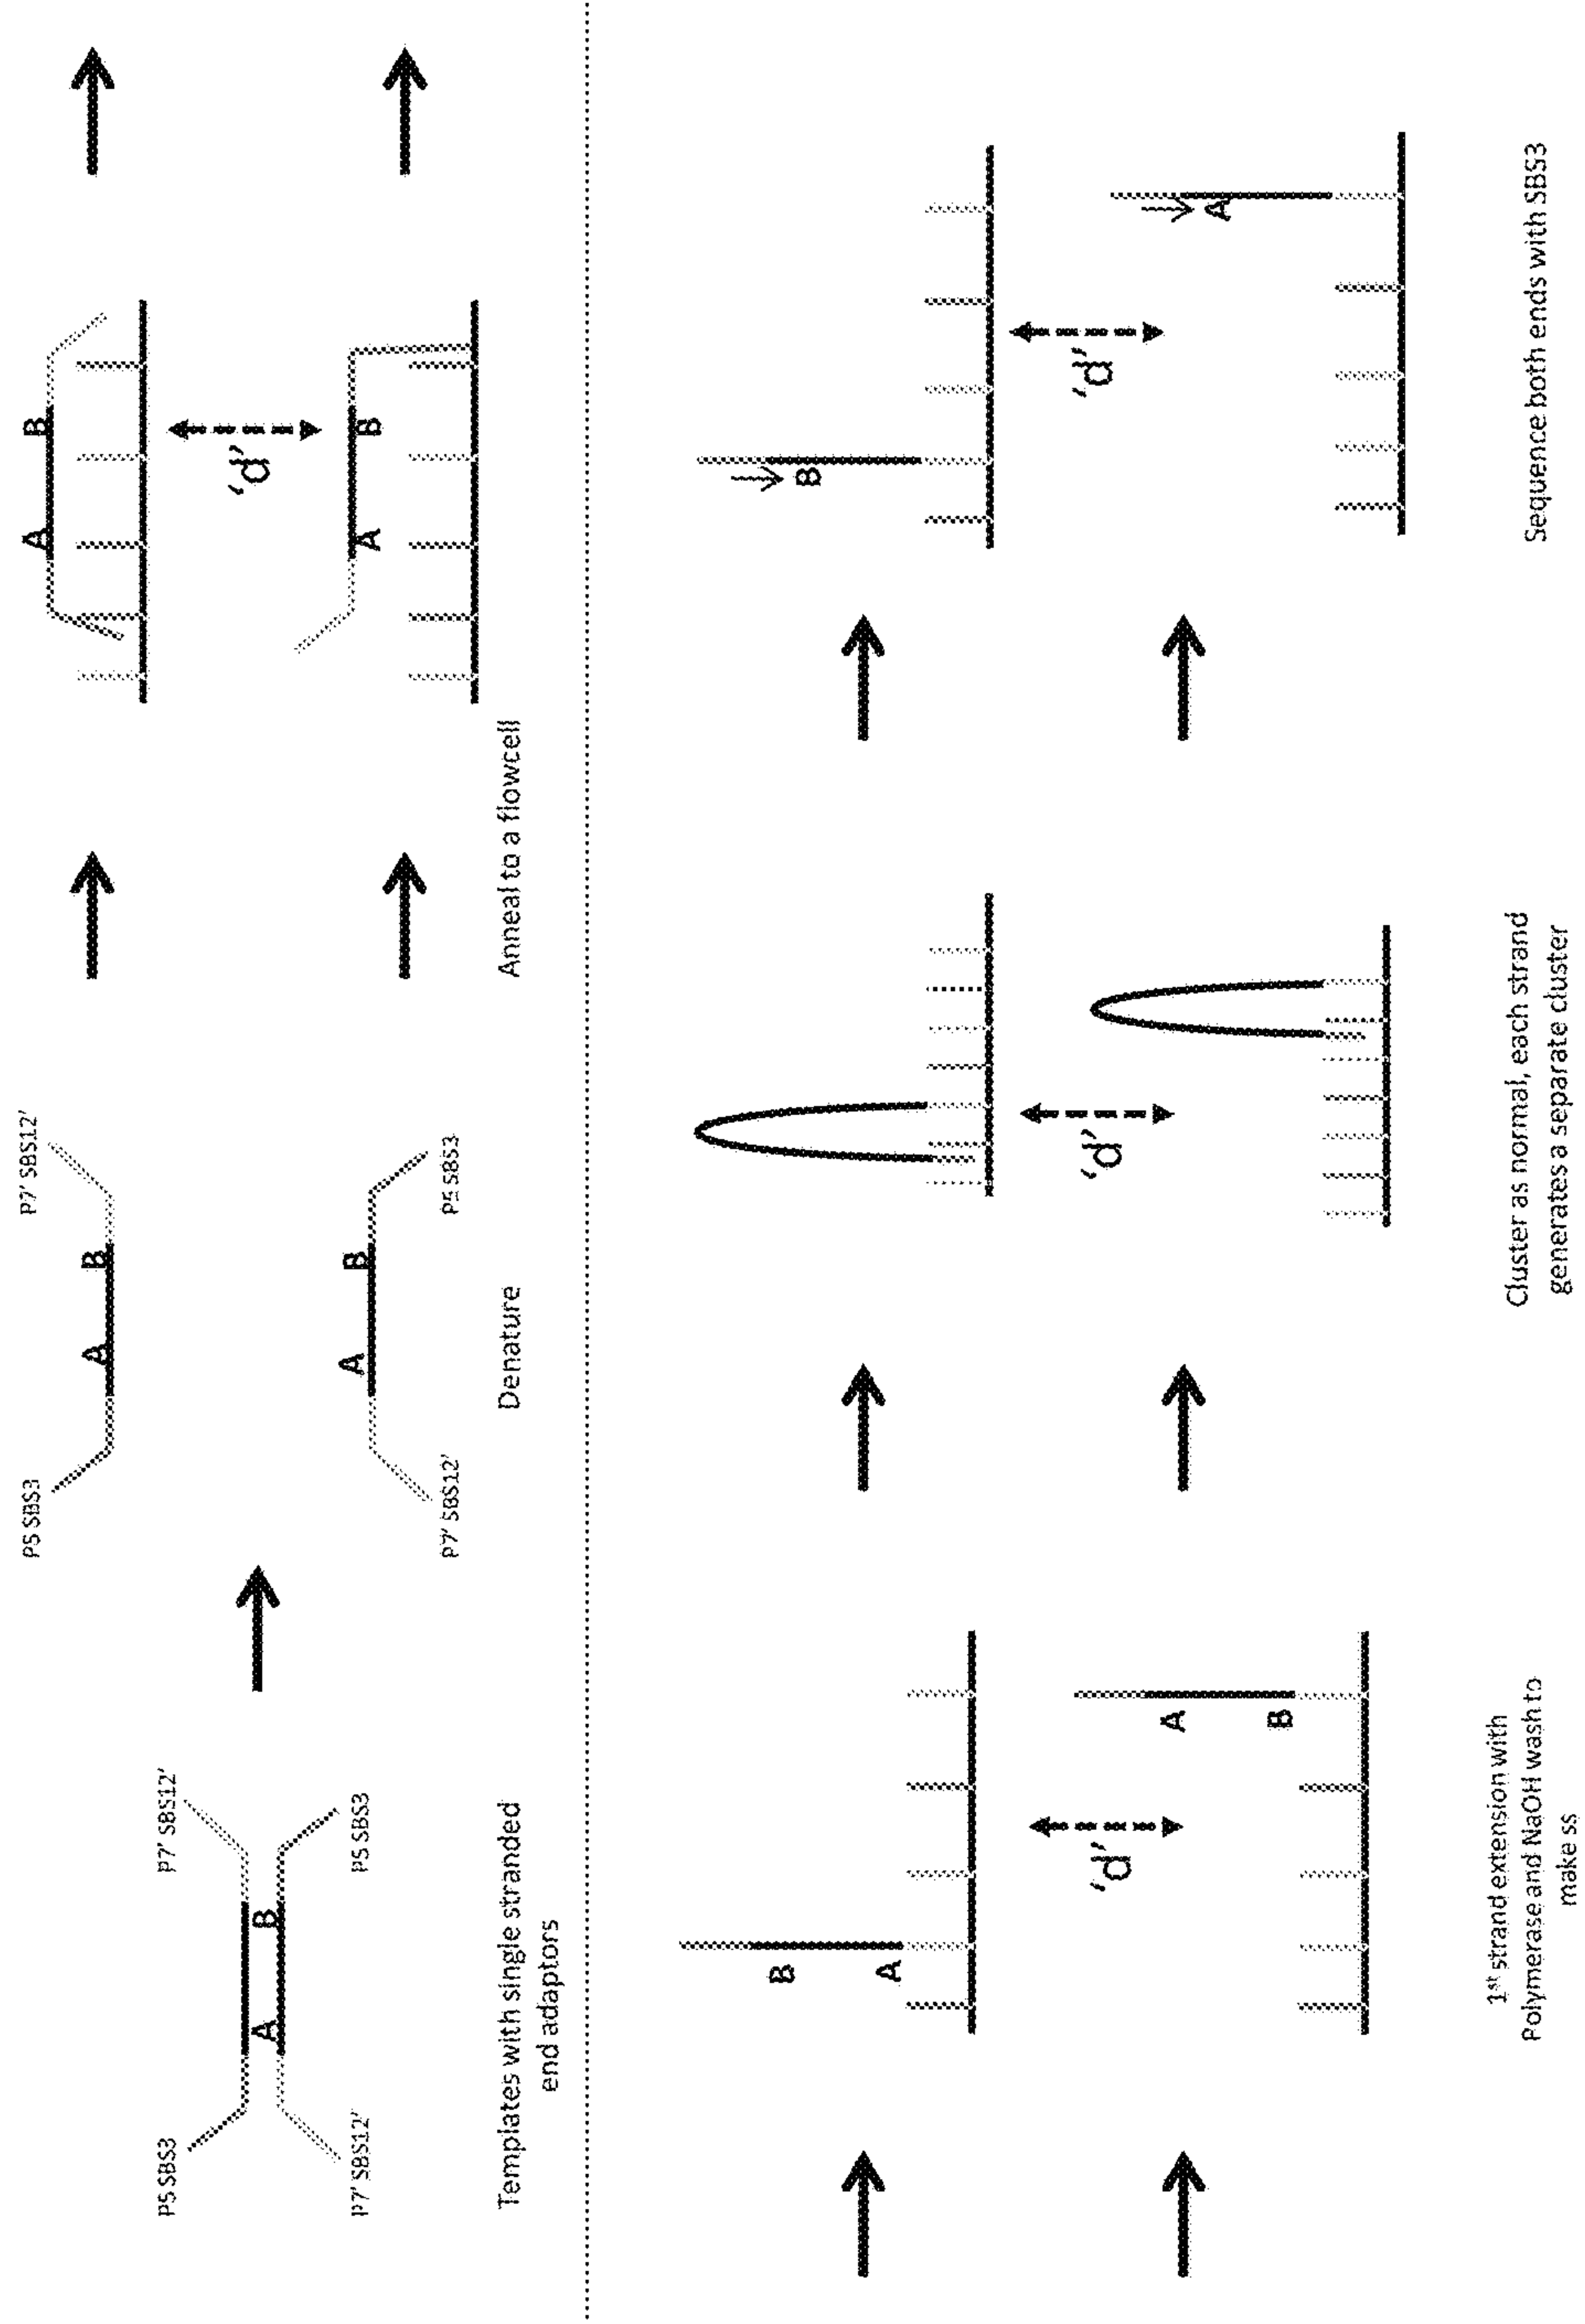 P5 SBS3
P7' SBS12'
A
B
P7' SBS12'
P5 SBS3
Templates with single stranded
end adaptors
P5 SBS3
P7' SBS12'
A
B
A
B
P7' SBS12'
P5 SBS3
Denature
A
B
'd'
A
B
Anneal to a flowcell
B
A
'd'
A
B
1st strand extension with
Polymerase and NaOH wash to
make ss
'd'
Cluster as normal, each strand
generates a separate cluster
B
'd'
A
Sequence both ends with SBS3